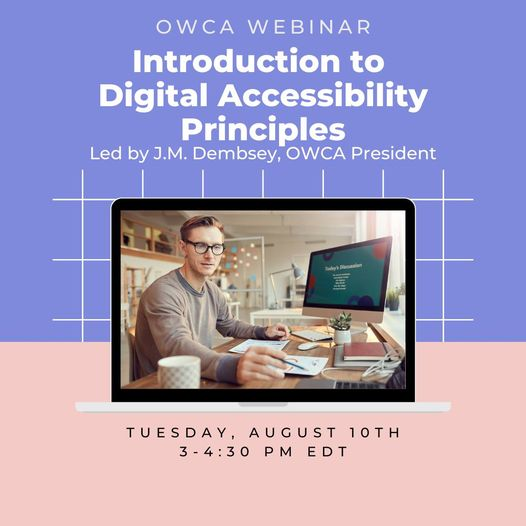 OWCA WEBINAR
Introduction to
Digital Accessibility
Principles
Led by J.M. Dembsey, OWCA President
Today's Discussion
TUESDAY, AUGUST 10TH
3-4:30 PM EDT